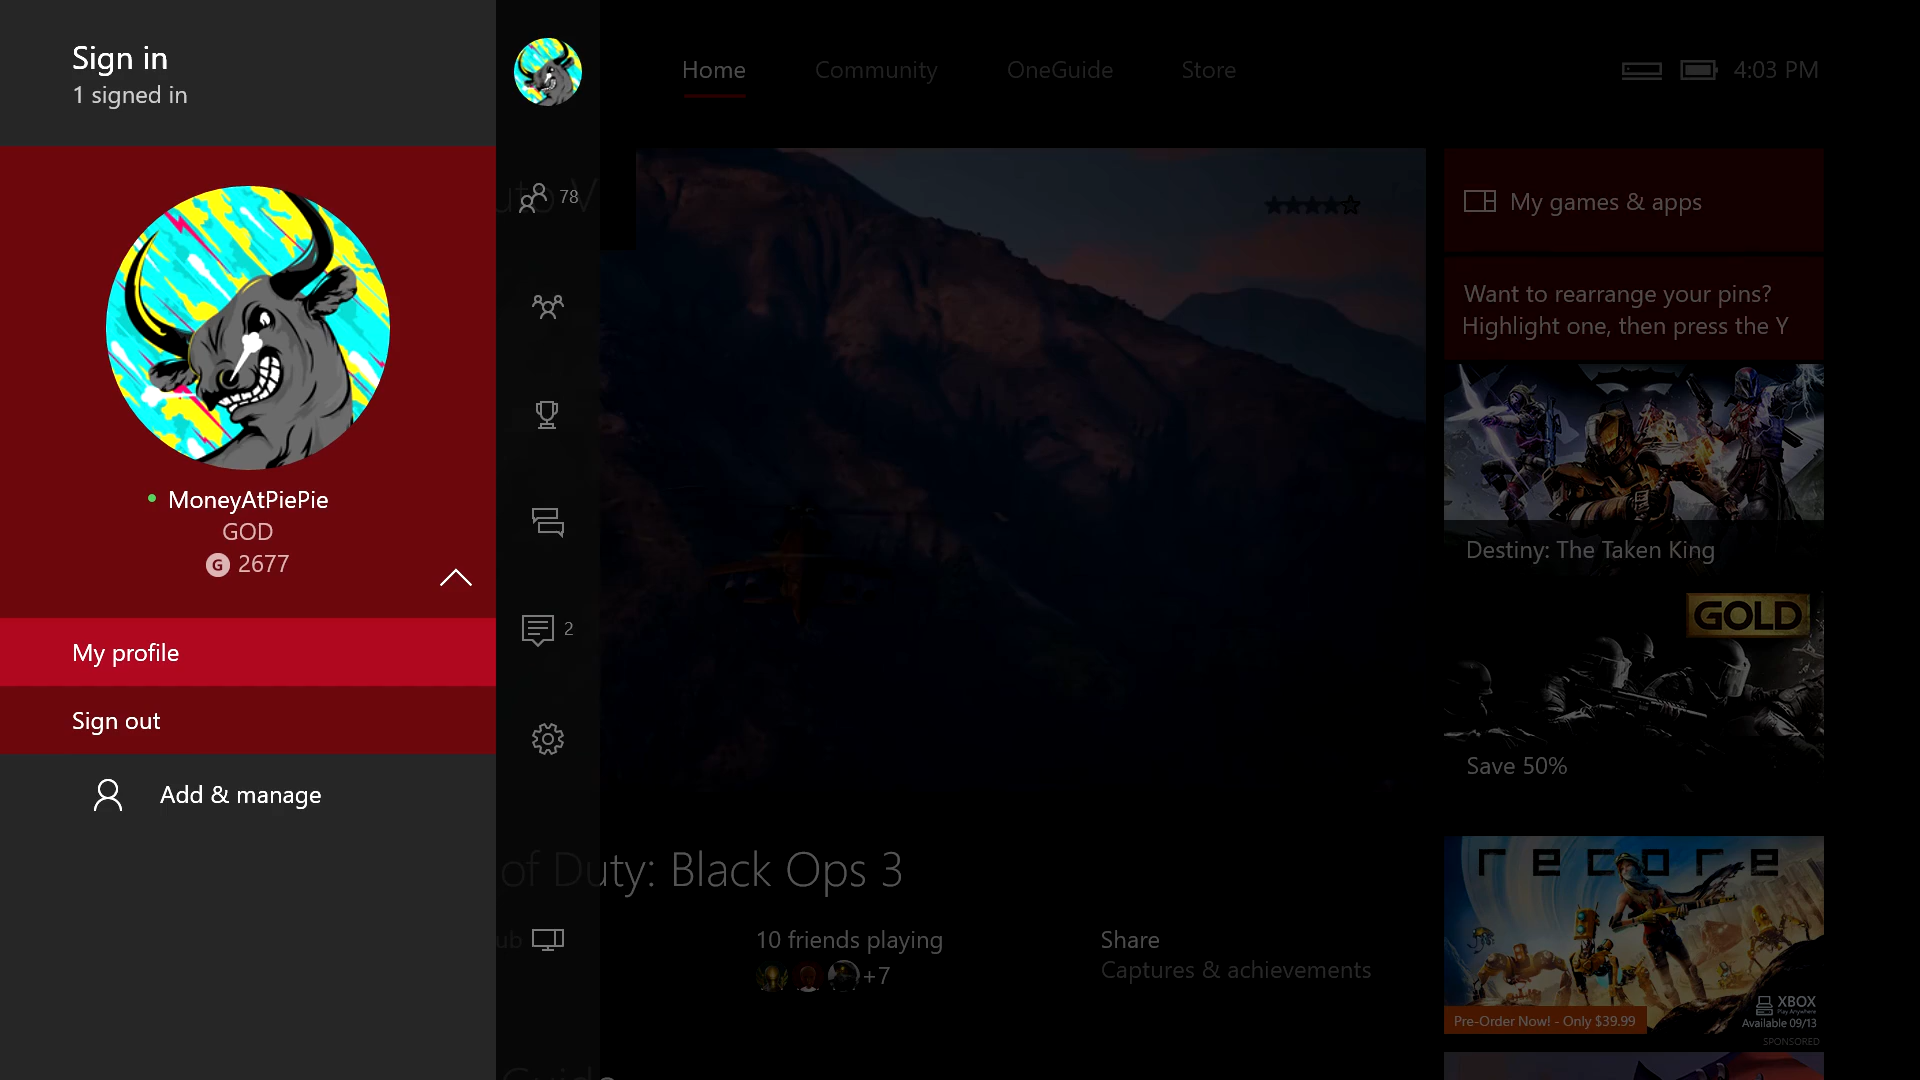 Sign in
1 signed in
MoneyAtPiePie
GOD
G 2677
My profile
Sign out
Add & manage
78
2
Home
Community
OneGuide
Store
4:03 PM
of Duty: Black Ops 3
10 friends playing
+7
Share
Captures & achievements
My games & apps
Want to rearrange your pins?
Highlight one, then press the Y
Destiny: The Taken King
GOLD
Save 50%
recore
Pre-Order Now! - Only $39.99
XBOX
Play Anywhere
Available 09/13
SPONSORED